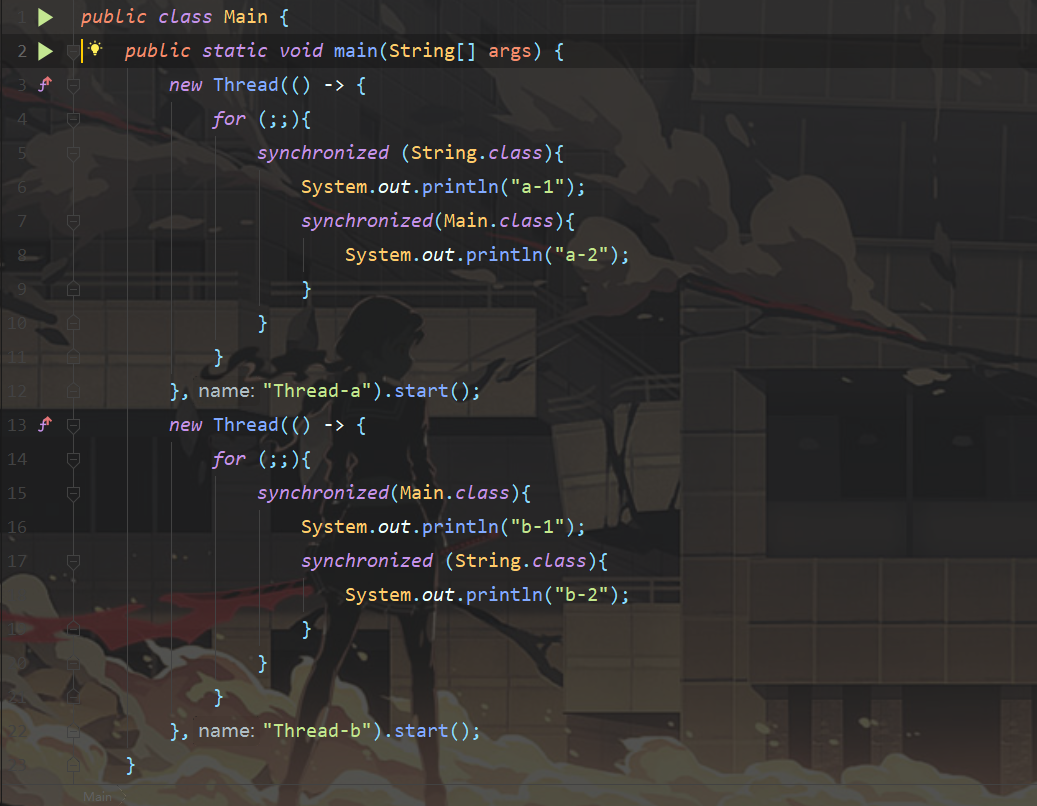 1 public class Main {
2 public static void main(String[] args) {
3 new Thread(() -> {
4 for (;;){
5 synchronized (String.class){
6 System.out.println("a-1");
7 synchronized(Main.class){
8 System.out.println("a-2");
9 }
10 }
11 }
12 }, name: "Thread-a").start();
13 new Thread(() -> {
14 for (;;){
15 synchronized(Main.class){
16 System.out.println("b-1");
17 synchronized (String.class){
System.out.println("b-2");
}
}
}
22 }, name: "Thread-b").start();
}
Main